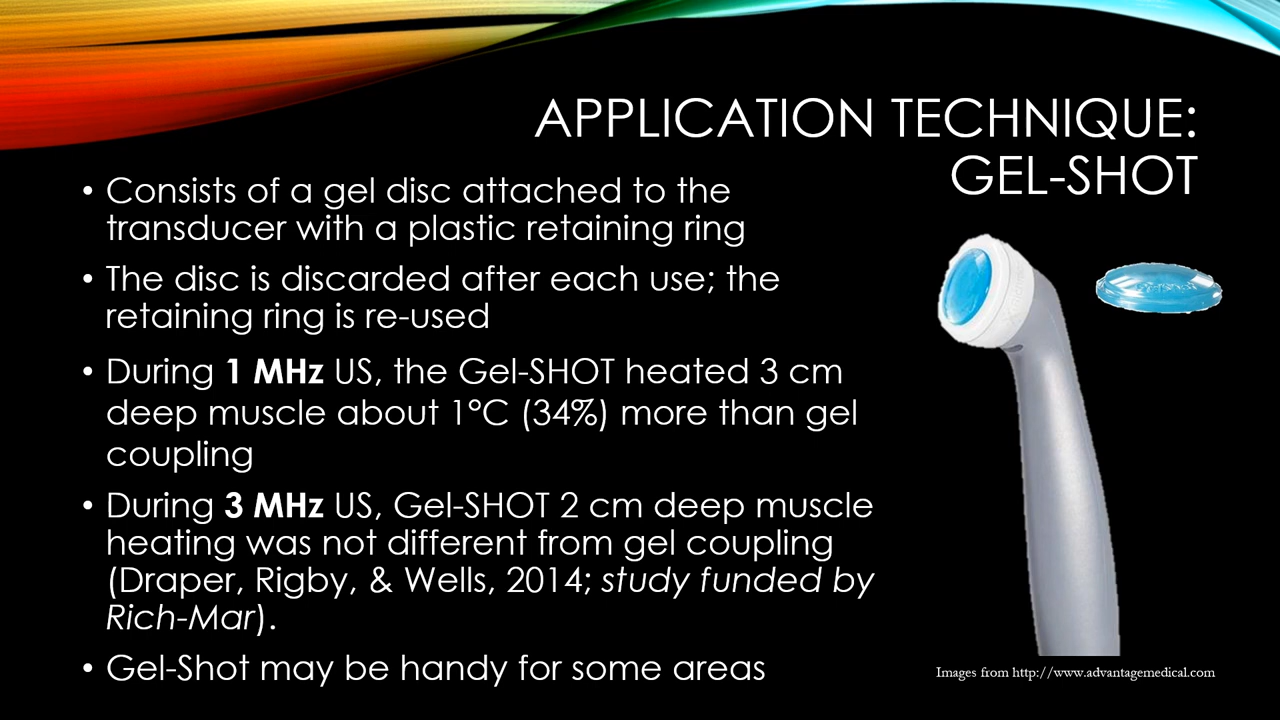 APPLICATION TECHNIQUE:
GEL-SHOT
• Consists of a gel disc attached to the
transducer with a plastic retaining ring
• The disc is discarded after each use; the
retaining ring is re-used
• During 1 MHz US, the Gel-SHOT heated 3 cm
deep muscle about 1°C (34%) more than gel
coupling
• During 3 MHz US, Gel-SHOT 2 cm deep muscle
heating was not different from gel coupling
(Draper, Rigby, & Wells, 2014; study funded by
Rich-Mar).
• Gel-Shot may be handy for some areas
Images from http://www.advantagemedical.com